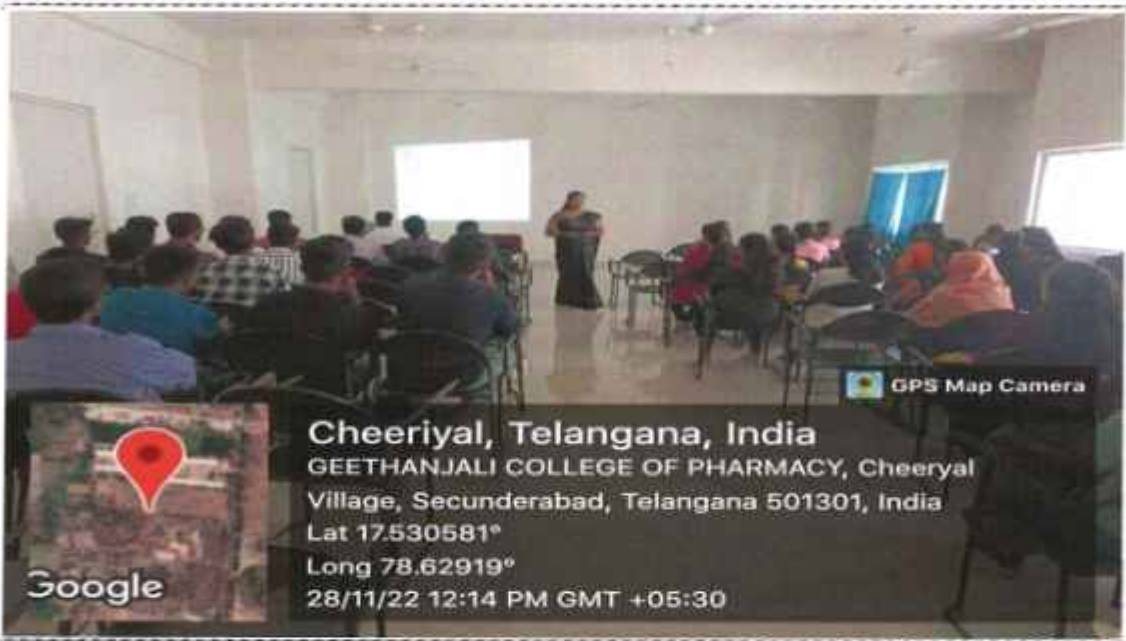 GPS Map Camera
Cheeriyal, Telangana, India
GEETHANJALI COLLEGE OF PHARMACY, Cheeryal
Village, Secunderabad, Telangana 501301, India
Lat 17.530581°
Long 78.62919°
28/11/22 12:14 PM GMT +05:30
Google